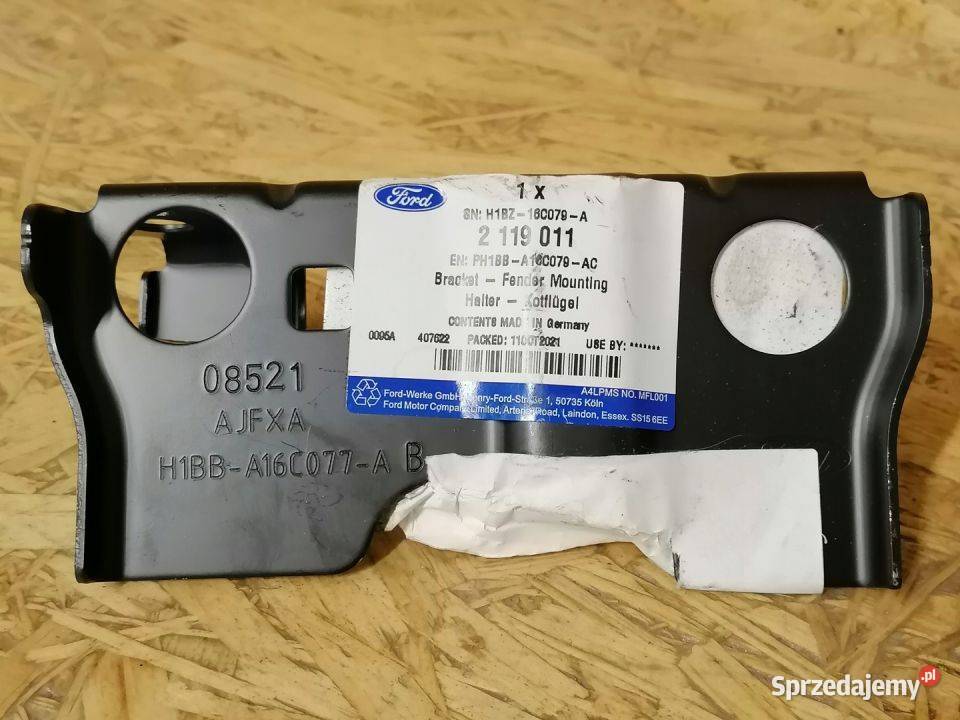 Ford
1 X
SN: H1BZ-16C079-A
2 119 011
EN: PH1BB-A16C079-AC
Bracket - Fender Mounting
Halter - Kotflügel
CONTENTS MADE IN Germany
0095A 407622 PACKED: 11OCT2021 USE BY: *******
A4LPMS NO. MFL001
Ford-Werke GmbH, Henry-Ford-Straße 1, 50735 Köln
Ford Motor Company Limited, Arterial Road, Laindon, Essex. SS15 6EE
08521
AJFXA
H1BB-A16C077-A B
Sprzedajemy.pl